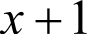 x + 1